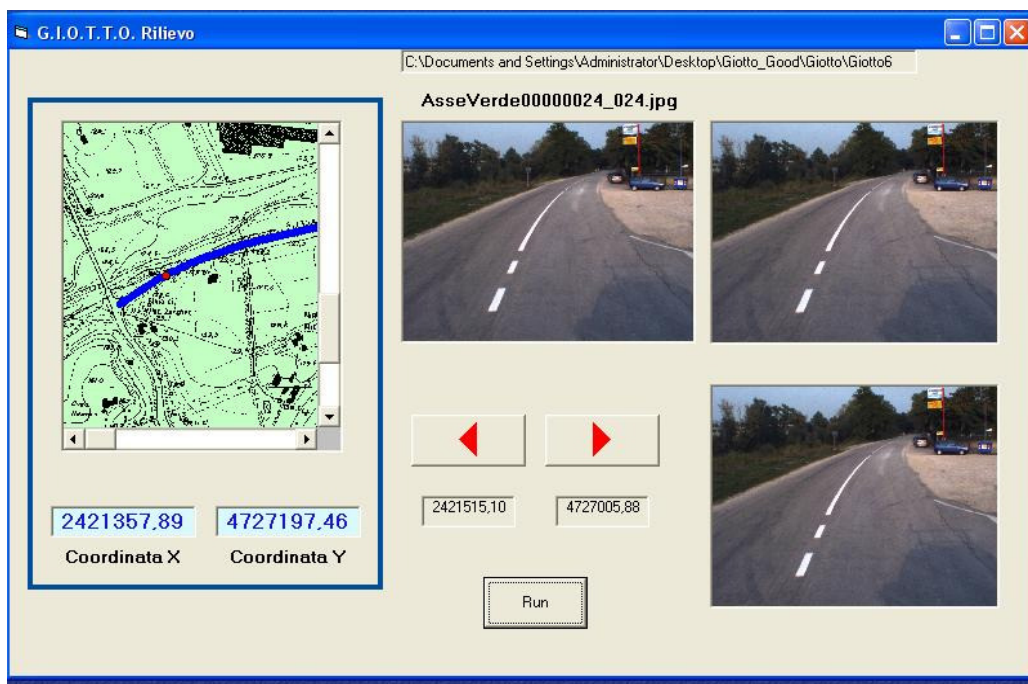 G.I.O.T.T.O. Rilievo
C:\Documents and Settings\Administrator\Desktop\Giotto_Good\Giotto\Giotto6
AsseVerde00000024_024.jpg
2421515,10
4727005,88
2421357,89
4727197,46
Coordinata X
Coordinata Y
Run